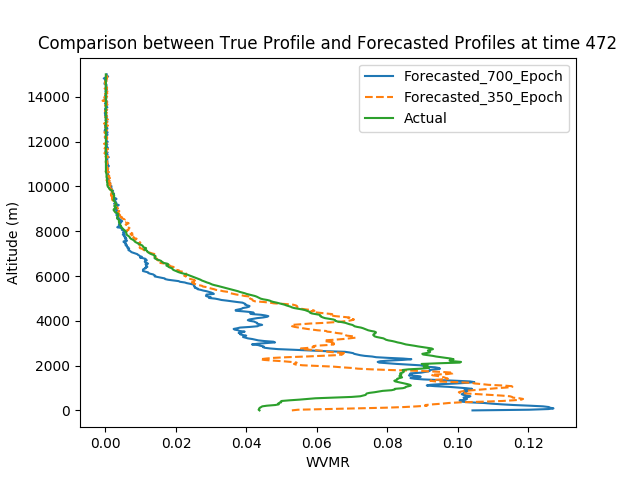 Comparison between True Profile and Forecasted Profiles at time 472
Forecasted_700_Epoch
Forecasted_350_Epoch
Actual
14000
12000
10000
8000
6000
4000
2000
0
Altitude (m)
0.00 0.02 0.04 0.06 0.08 0.10 0.12
WVMR